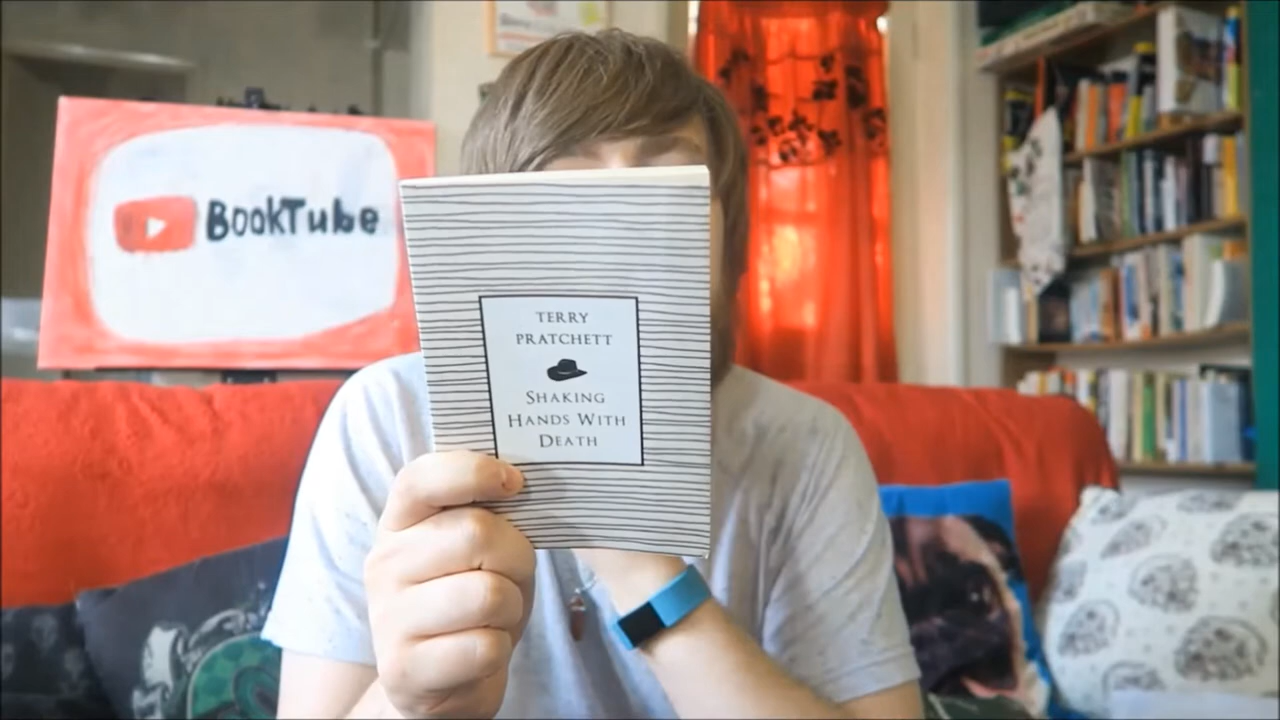 BookTube
TERRY
PRATCHETT
SHAKING
HANDS WITH
DEATH